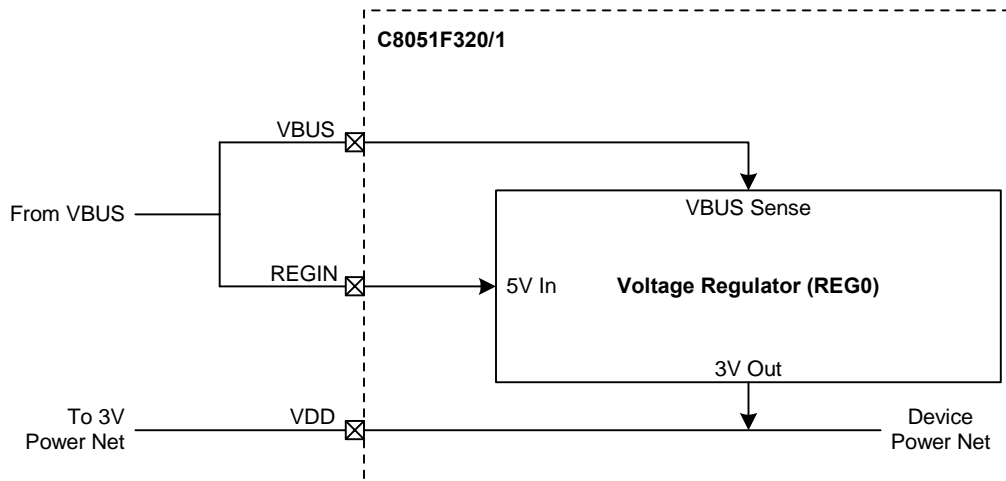 C8051F320/1
VBUS
From VBUS
VBUS Sense
REGIN
5V In
Voltage Regulator (REG0)
3V Out
To 3V
Power Net
VDD
Device
Power Net